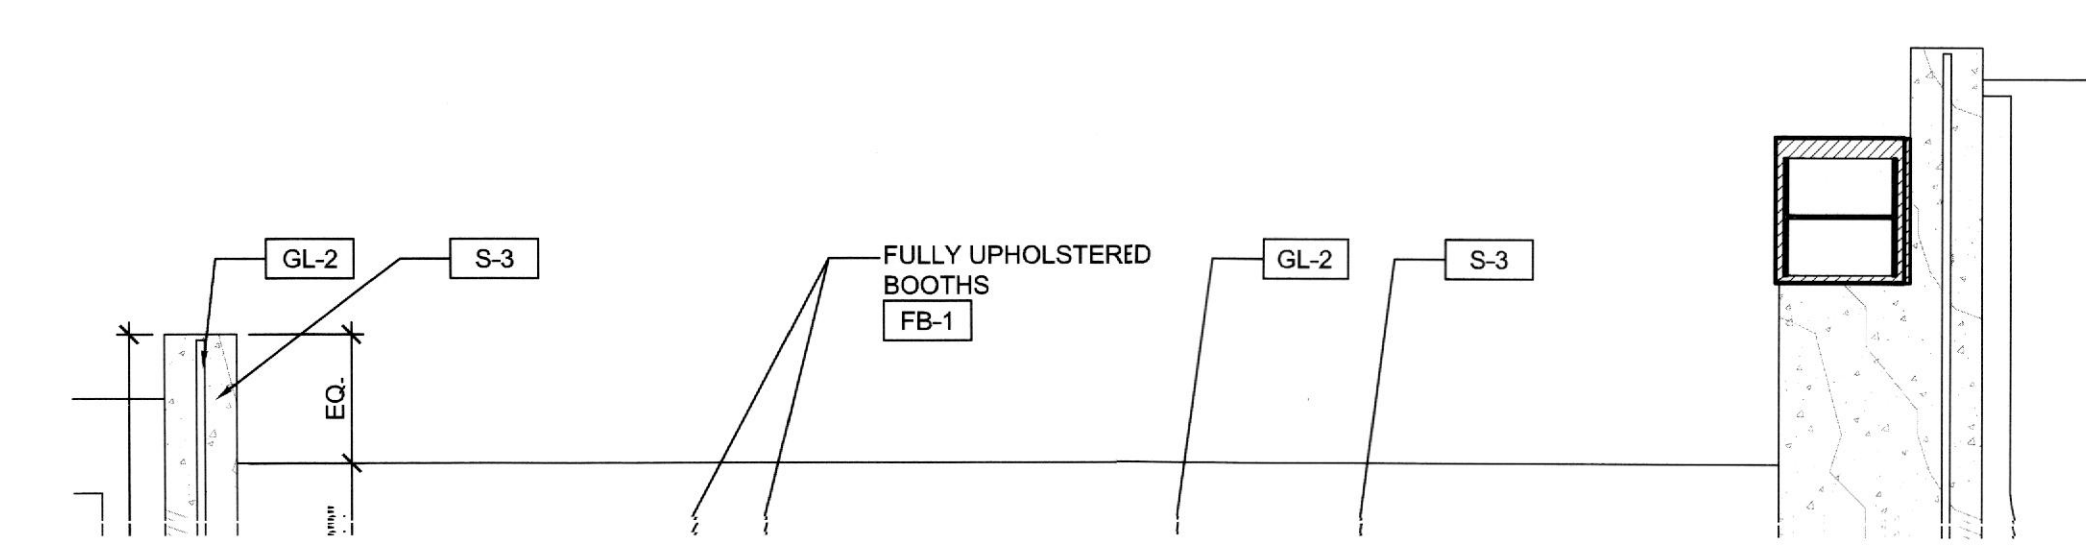 GL-2
S-3
FULLY UPHOLSTERED
BOOTHS
FB-1
GL-2
S-3
EQ.